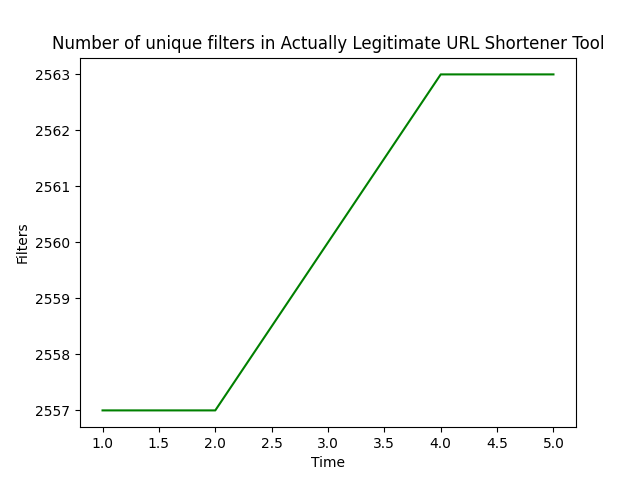 Number of unique filters in Actually Legitimate URL Shortener Tool
2563
2562
2561
2560
2559
2558
2557
Filters
1.0 1.5 2.0 2.5 3.0 3.5 4.0 4.5 5.0
Time